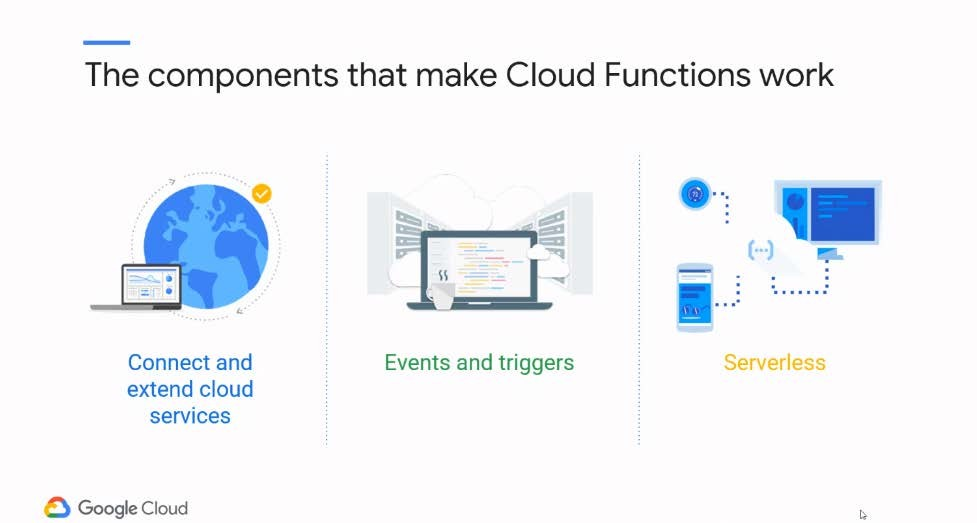 The components that make Cloud Functions work
Connect and
extend cloud
services
Events and triggers
Serverless
Google Cloud